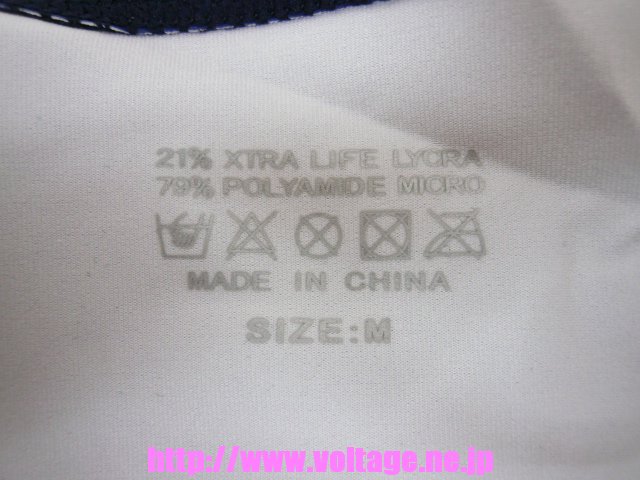 21% XTRA LIFE LYCRA
79% POLYAMIDE MICRO
MADE IN CHINA
SIZE:M
http://www.voltage.ne.jp